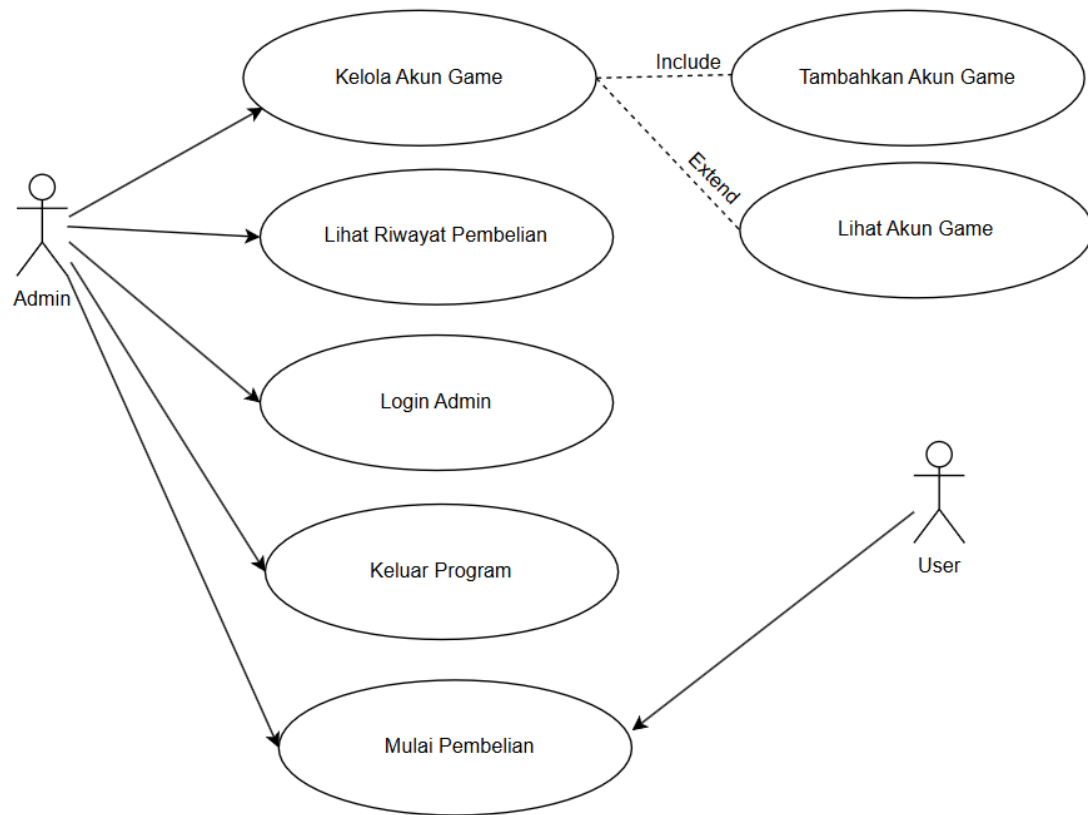 Kelola Akun Game
Include
Tambahkan Akun Game
Extend
Lihat Akun Game
Lihat Riwayat Pembelian
Admin
Login Admin
Keluar Program
User
Mulai Pembelian